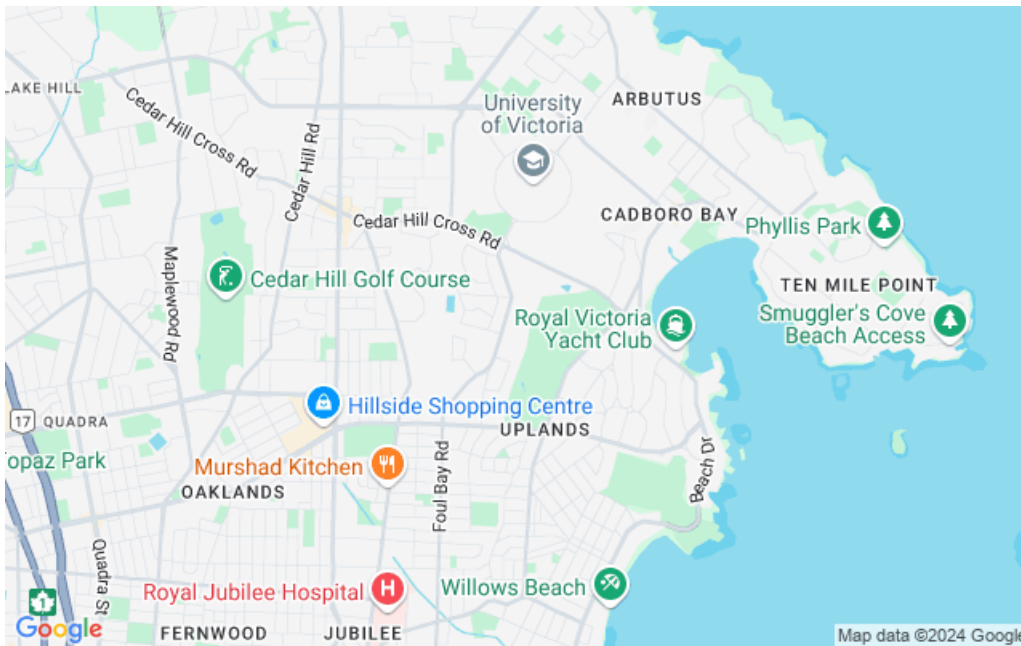 LAKE HILL
Cedar Hill Cross Rd
Cedar Hill Rd
University
of Victoria
ARBUTUS
Cedar Hill Cross Rd
CADBORO BAY
Phyllis Park
Maplewood Rd
Cedar Hill Golf Course
TEN MILE POINT
Royal Victoria
Yacht Club
Smuggler's Cove
Beach Access
17
QUADRA
Hillside Shopping Centre
UPLANDS
Topaz Park
Murshad Kitchen
OAKLANDS
Foul Bay Rd
Beach Dr
Quadra St
Royal Jubilee Hospital
H
Willows Beach
1
Google
FERNWOOD
JUBILEE
Map data ©2024 Google